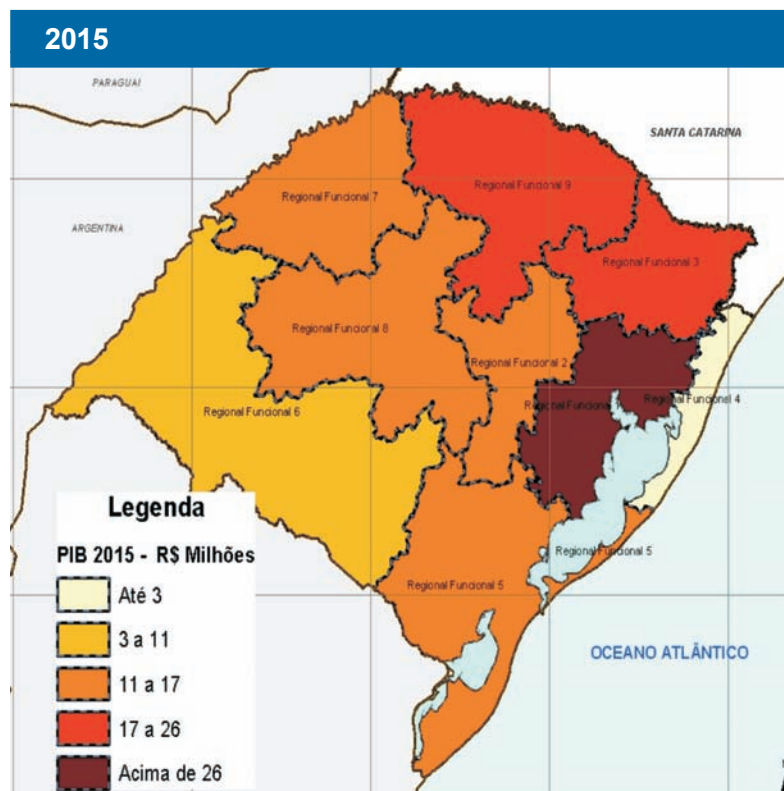 2015
PARAGUAI
SANTA CATARINA
Regional Funcional 9
Regional Funcional 7
ARGENTINA
Regional Funcional 3
Regional Funcional 8
Regional Funcional 2
Regional Funcional 4
Regional Funcional
Regional Funcional 6
Legenda
PIB 2015 - R$ Milhões
Até 3
3 a 11
11 a 17
17 a 26
Acima de 26
Regional Funcional 5
Regional Funcional 5
OCEANO ATLÂNTICO